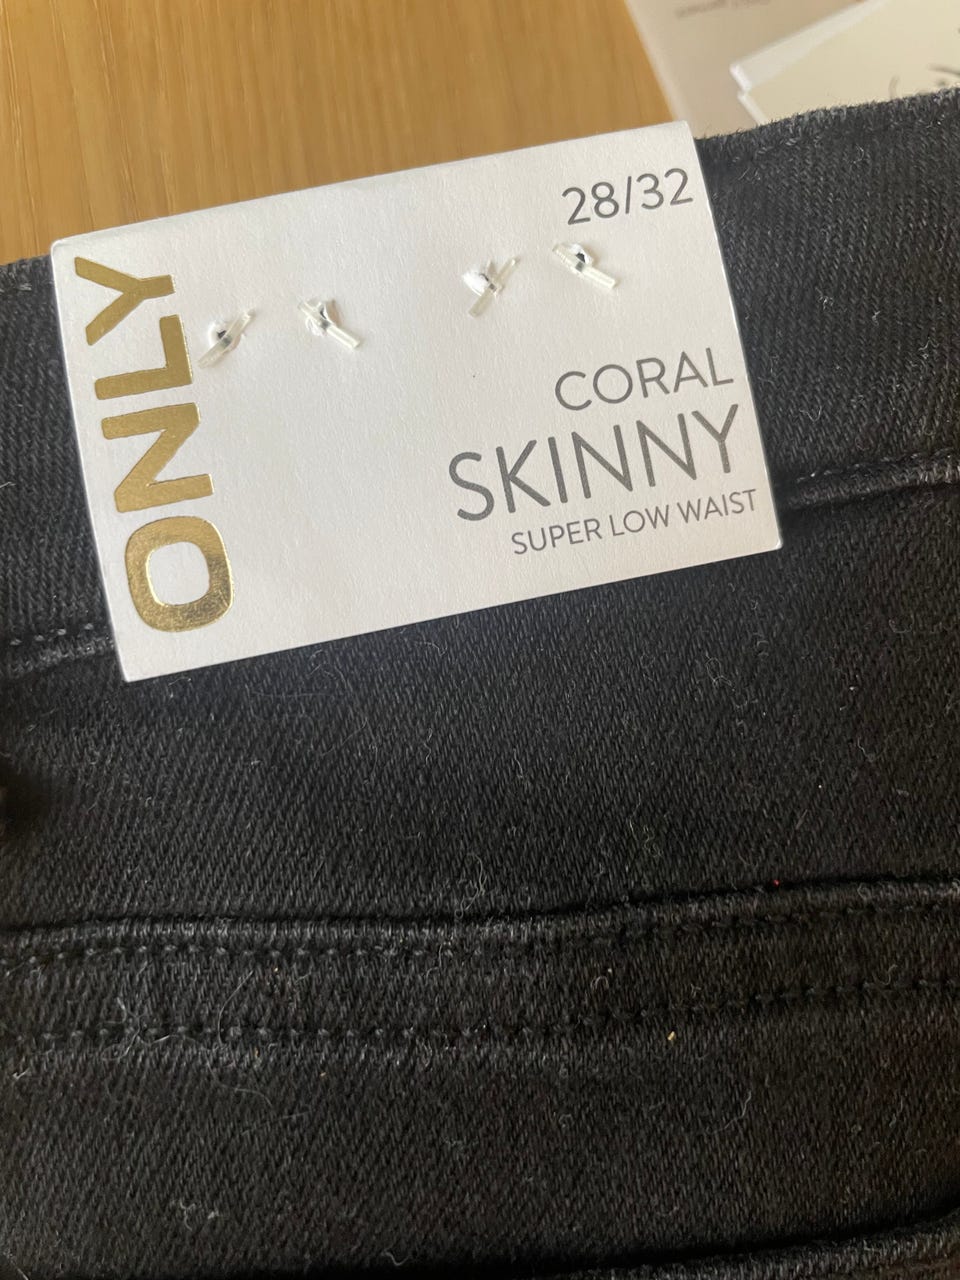 ONLY
28/32
CORAL
SKINNY
SUPER LOW WAIST